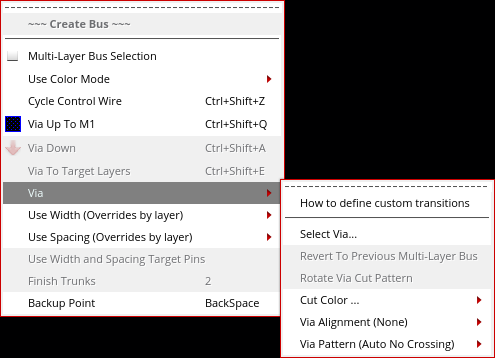 ~~~ Create Bus ~~~
Multi-Layer Bus Selection
Use Color Mode
Cycle Control Wire Ctrl+Shift+Z
Via Up To M1 Ctrl+Shift+Q
Via Down Ctrl+Shift+A
Via To Target Layers Ctrl+Shift+E
Via
Use Width (Overrides by layer)
Use Spacing (Overrides by layer)
Use Width and Spacing Target Pins
Finish Trunks 2
Backup Point BackSpace
How to define custom transitions
Select Via...
Revert To Previous Multi-Layer Bus
Rotate Via Cut Pattern
Cut Color ...
Via Alignment (None)
Via Pattern (Auto No Crossing)